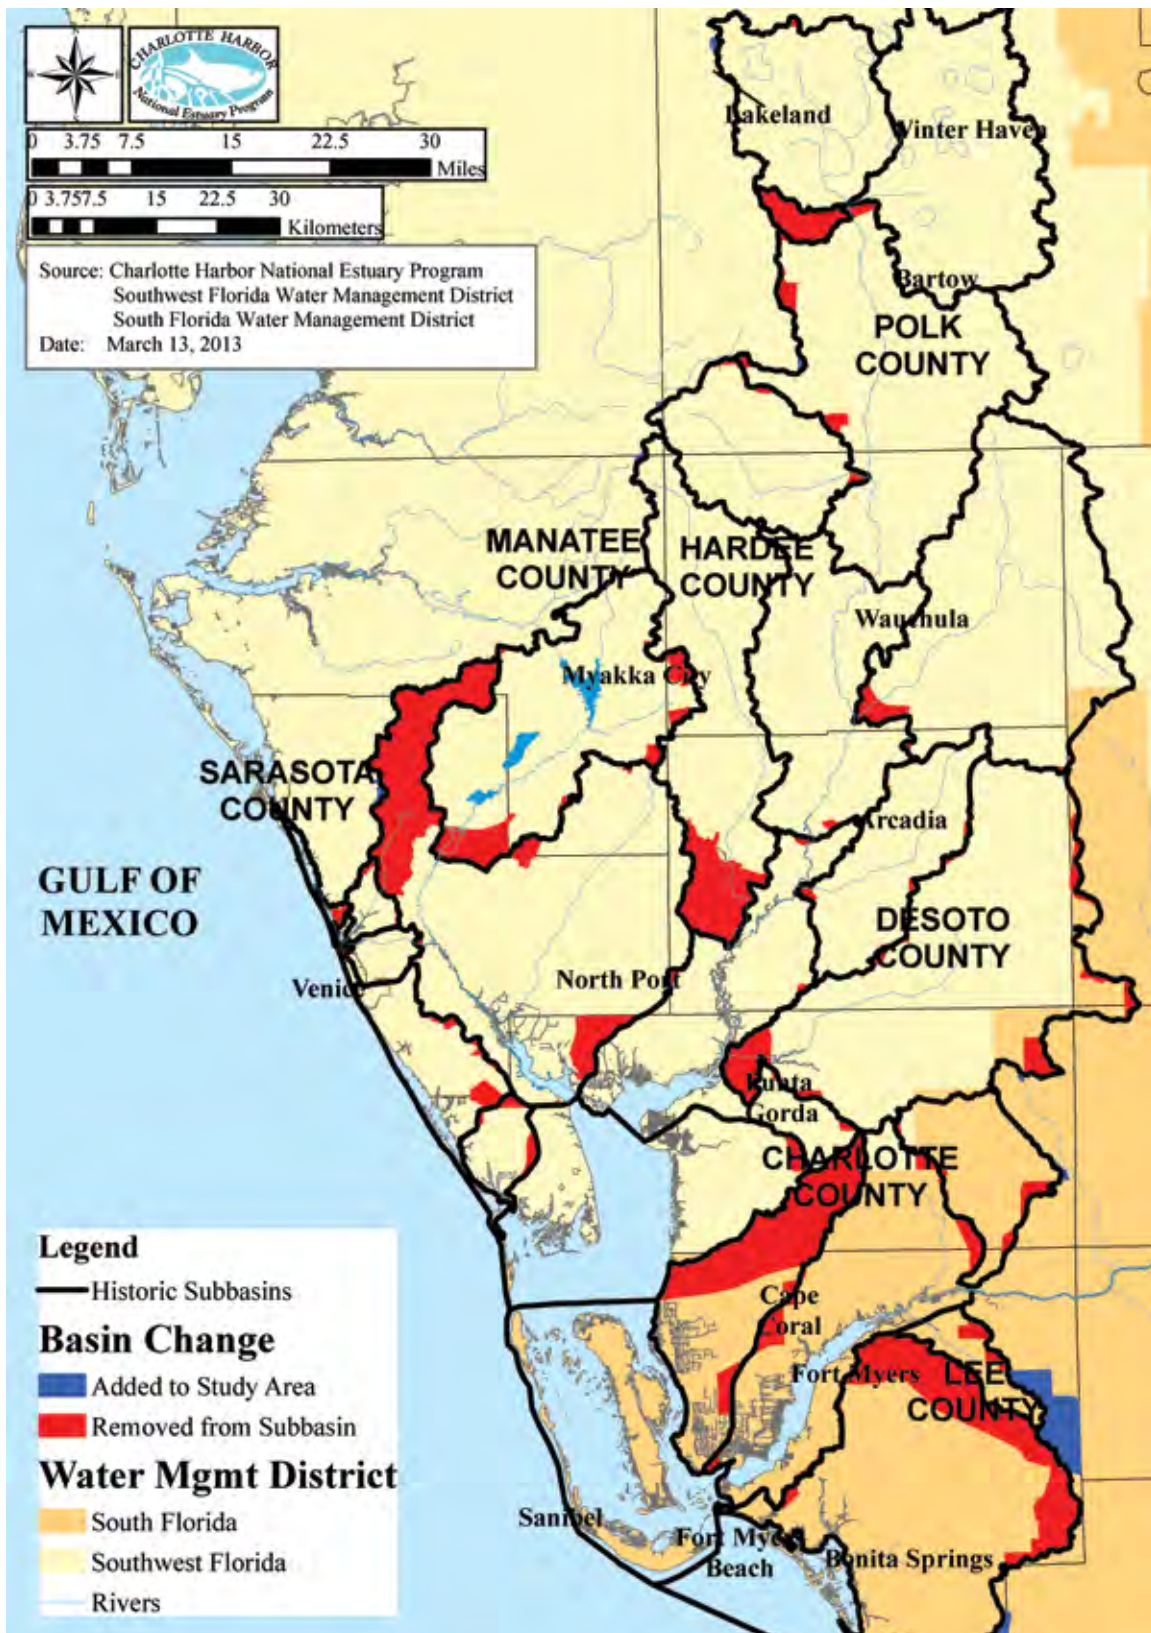 CHARLOTTE HARBOR
National Estuary Program
0 3.75 7.5 15 22.5 30
Miles
0 3.75 7.5 15 22.5 30
Kilometers
Source: Charlotte Harbor National Estuary Program
Southwest Florida Water Management District
South Florida Water Management District
Date: March 13, 2013
Lakeland
Winter Haven
Bartow
POLK
COUNTY
MANATEE
COUNTY
HARDEE
COUNTY
Wauchula
Myakka City
SARASOTA
COUNTY
Arcadia
GULF OF
MEXICO
DESOTO
COUNTY
North Port
Venice
Punta
Gorda
CHARLOTTE
COUNTY
Cape
Coral
Fort Myers
LEE
COUNTY
Sanibel
Fort Myers
Beach
Bonita Springs
Legend
Historic Subbasins
Basin Change
Added to Study Area
Removed from Subbasin
Water Mgmt District
South Florida
Southwest Florida
Rivers